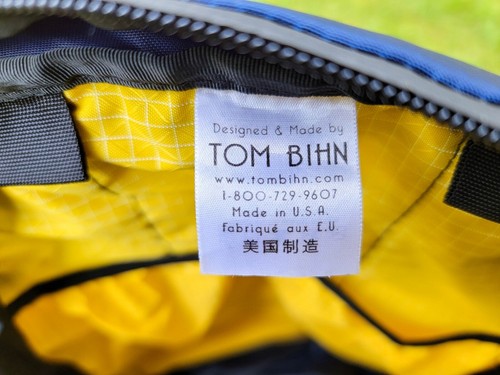 Designed & Made by
TOM BIHN
www.tombihn.com
1-800-729-9607
Made in U.S.A.
Fabriqué aux E.U.
美国制造